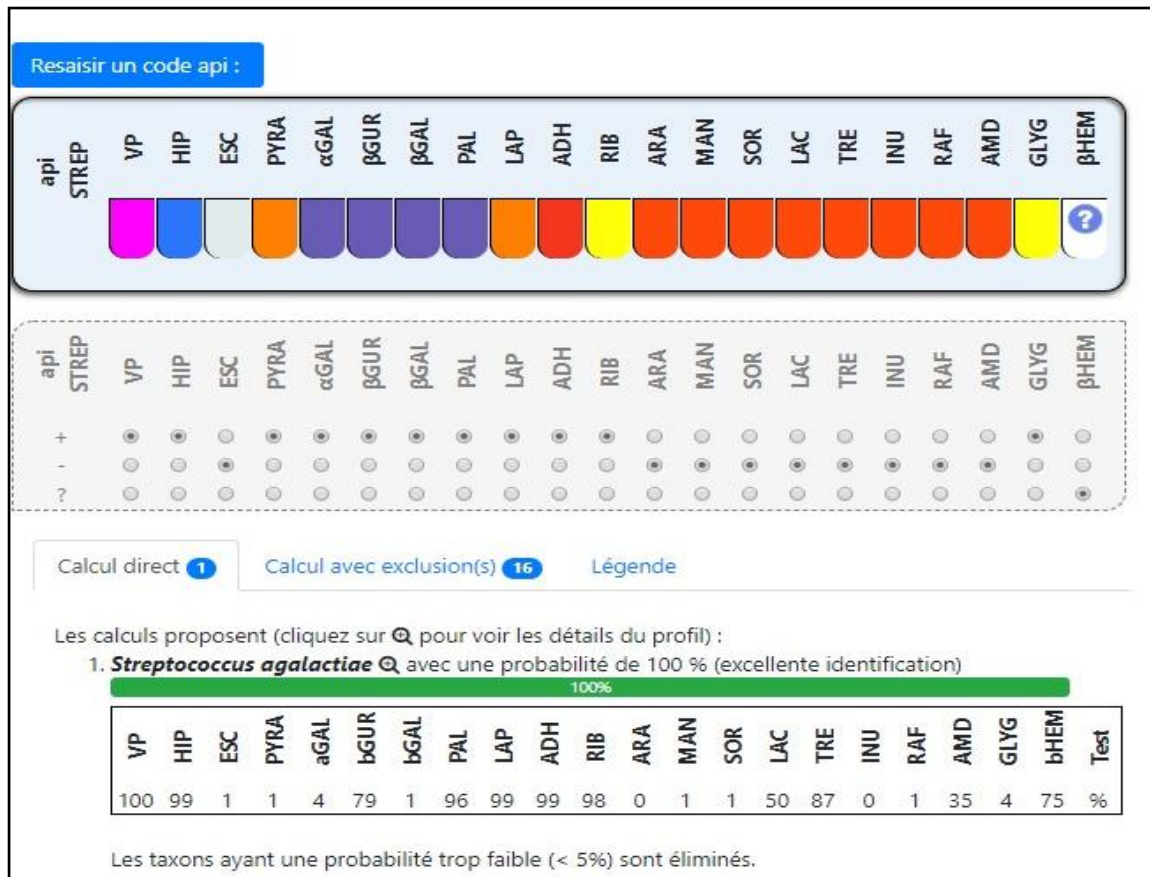 Resaisir un code api :
api STREP VP HIP ESC PYRA αGAL βGUR βGAL PAL LAP ADH RIB ARA MAN SOR LAC TRE INU RAF AMD GLYG βHEM
?
api STREP VP HIP ESC PYRA αGAL βGUR βGAL PAL LAP ADH RIB ARA MAN SOR LAC TRE INU RAF AMD GLYG βHEM
+
-
?
Calcul direct 1 Calcul avec exclusion(s) 16 Légende
Les calculs proposent (cliquez sur pour voir les détails du profil) :
1. Streptococcus agalactiae avec une probabilité de 100 % (excellente identification)
100%
VP HIP ESC PYRA aGAL bGUR bGAL PAL LAP ADH RIB ARA MAN SOR LAC TRE INU RAF AMD GLYG bHEM Test
100 99 1 1 4 79 1 96 99 99 98 0 1 1 50 87 0 1 35 4 75 %
Les taxons ayant une probabilité trop faible (< 5%) sont éliminés.